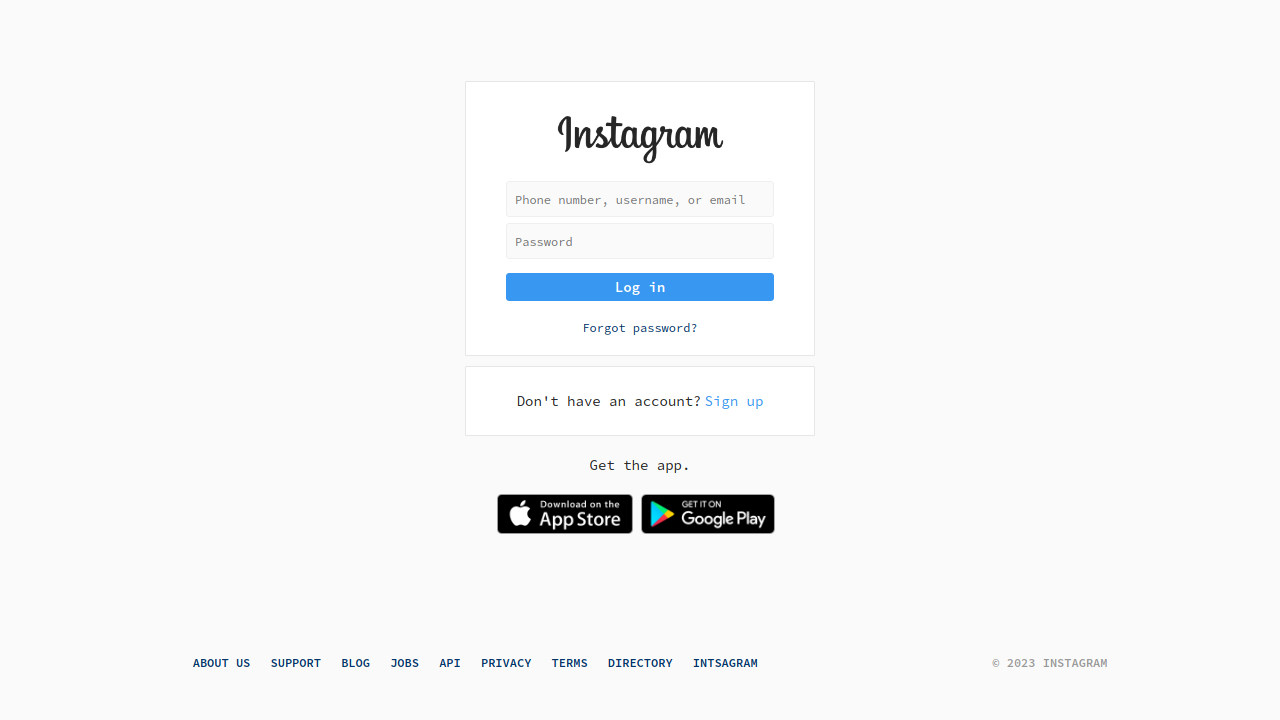 Instagram
Phone number, username, or email
Password
Log in
Forgot password?
Don't have an account? Sign up
Get the app.
Download on the
App Store
GET IT ON
Google Play
ABOUT US SUPPORT BLOG JOBS API PRIVACY TERMS DIRECTORY INTSAGRAM © 2023 INSTAGRAM